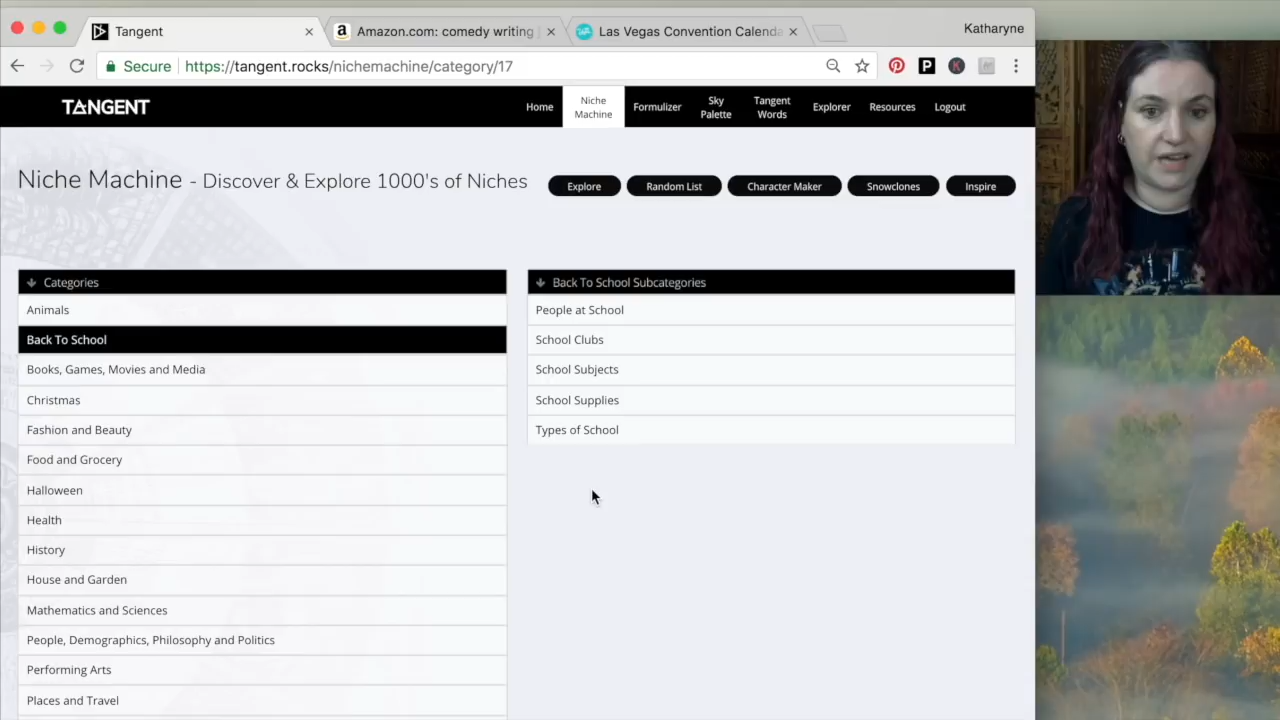 Tangent
Amazon.com: comedy writing
Las Vegas Convention Calenda
Katharyne
Secure
https://tangent.rocks/nichemachine/category/17
TANGENT
Home
Niche
Machine
Formulizer
Sky
Palette
Tangent
Words
Explorer
Resources
Logout
Niche Machine - Discover & Explore 1000's of Niches
Explore
Random List
Character Maker
Snowclones
Inspire
Categories
Animals
Back To School
Books, Games, Movies and Media
Christmas
Fashion and Beauty
Food and Grocery
Halloween
Health
History
House and Garden
Mathematics and Sciences
People, Demographics, Philosophy and Politics
Performing Arts
Places and Travel
Back To School Subcategories
People at School
School Clubs
School Subjects
School Supplies
Types of School